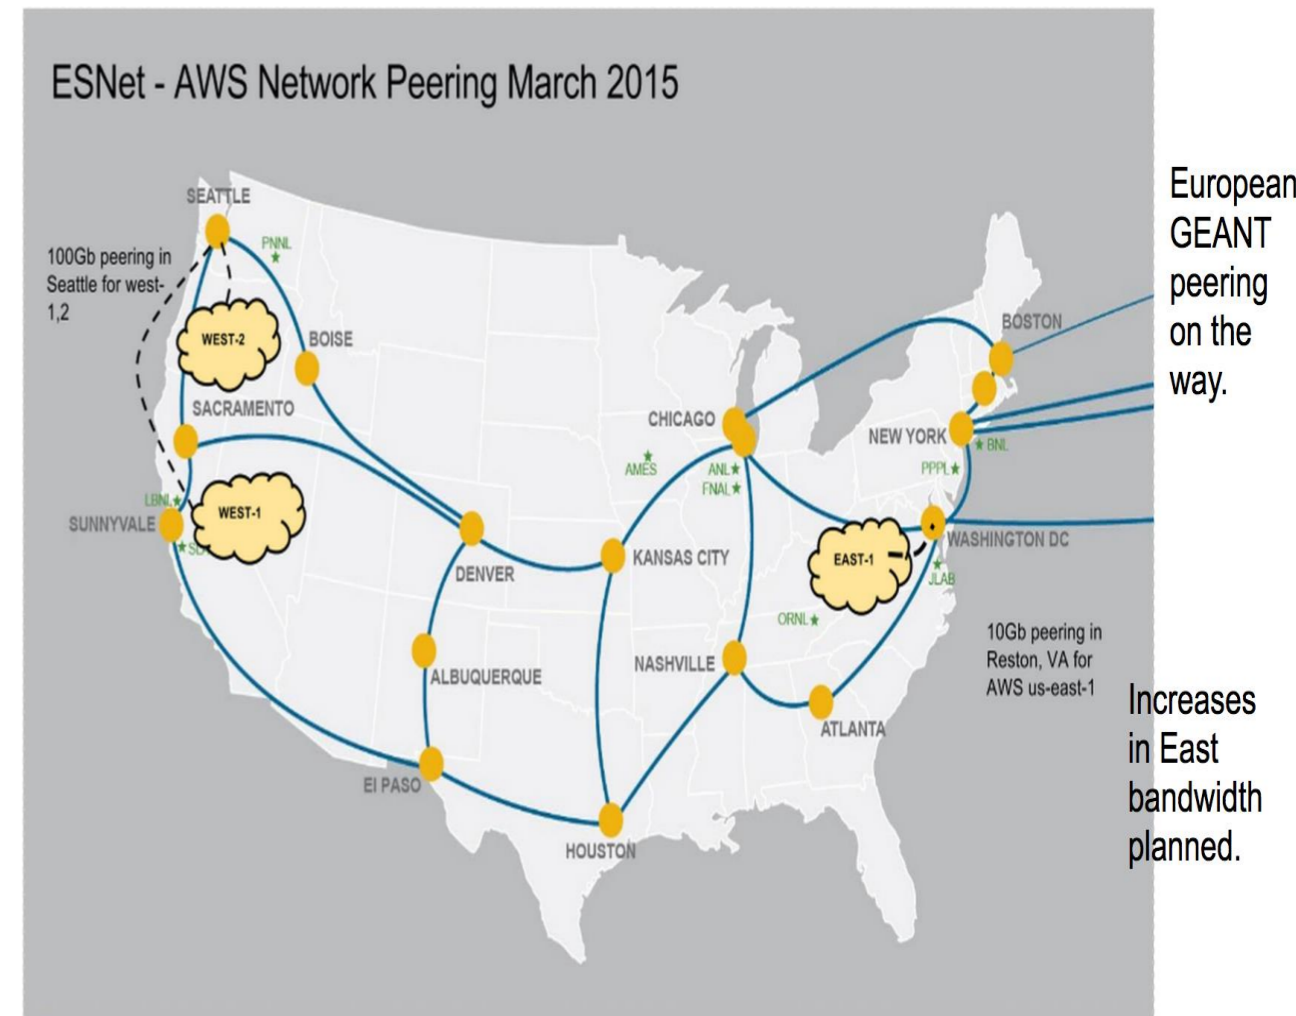 ESNet - AWS Network Peering March 2015
European
GEANT
peering
on the
way.
SEATTLE
PNNL
100Gb peering in
Seattle for west-
1,2
WEST-2
BOISE
BOSTON
SACRAMENTO
CHICAGO
NEW YORK
BNL
AMES
ANL
PPPL
FNAL
LBNL
WEST-1
SUNNYVALE
WASHINGTON DC
KANSAS CITY
EAST-1
DENVER
JLAB
ORNL
10Gb peering in
Reston, VA for
AWS us-east-1
NASHVILLE
ALBUQUERQUE
Increases
in East
bandwidth
planned.
ATLANTA
El PASO
HOUSTON